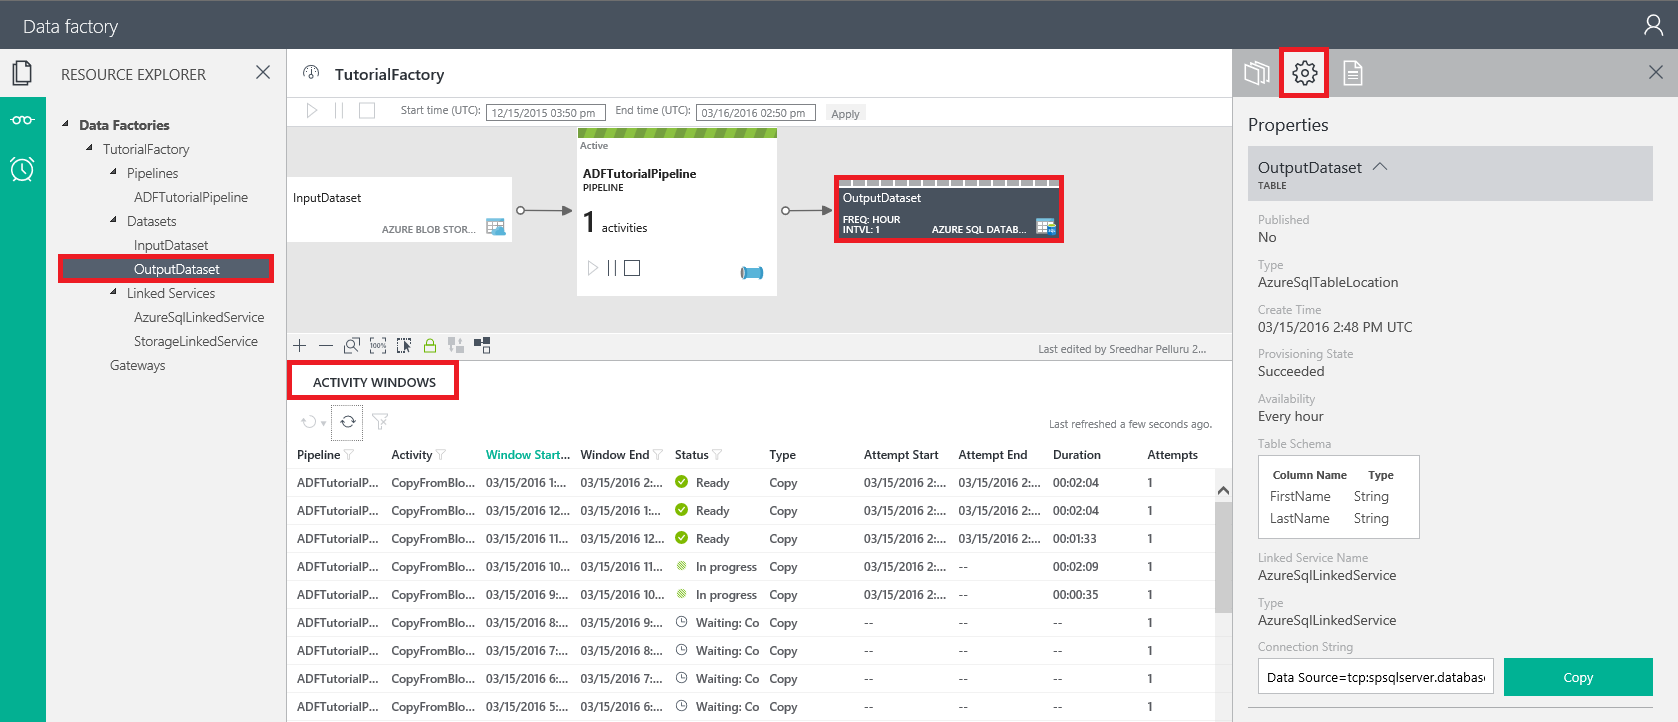 Data factory
RESOURCE EXPLORER
Data Factories
TutorialFactory
Pipelines
ADFTutorialPipeline
Datasets
InputDataset
OutputDataset
Linked Services
AzureSqlLinkedService
StorageLinkedService
Gateways
TutorialFactory
Start time (UTC): 12/15/2015 03:50 pm End time (UTC): 03/16/2016 02:50 pm Apply
InputDataset
AZURE BLOB STOR...
Active
ADFTutorialPipeline
PIPELINE
1 activities
OutputDataset
FREQ: HOUR
INTVL: 1 AZURE SQL DATAB...
100%
Last edited by Sreedhar Pelluru 2...
ACTIVITY WINDOWS
Last refreshed a few seconds ago.
Pipeline Activity Window Start... Window End Status Type Attempt Start Attempt End Duration Attempts
ADFTutorialP... CopyFromBlo... 03/15/2016 1:... 03/15/2016 2:... Ready Copy 03/15/2016 2:... 03/15/2016 2:... 00:02:04 1
ADFTutorialP... CopyFromBlo... 03/15/2016 12... 03/15/2016 1:... Ready Copy 03/15/2016 2:... 03/15/2016 2:... 00:02:04 1
ADFTutorialP... CopyFromBlo... 03/15/2016 11... 03/15/2016 12... Ready Copy 03/15/2016 2:... 03/15/2016 2:... 00:01:33 1
ADFTutorialP... CopyFromBlo... 03/15/2016 10... 03/15/2016 11... In progress Copy 03/15/2016 2:... -- 00:02:09 1
ADFTutorialP... CopyFromBlo... 03/15/2016 9:... 03/15/2016 10... In progress Copy 03/15/2016 2:... -- 00:00:35 1
ADFTutorialP... CopyFromBlo... 03/15/2016 8:... 03/15/2016 9:... Waiting: Co Copy -- -- -- 1
ADFTutorialP... CopyFromBlo... 03/15/2016 7:... 03/15/2016 8:... Waiting: Co Copy -- -- -- 1
ADFTutorialP... CopyFromBlo... 03/15/2016 6:... 03/15/2016 7:... Waiting: Co Copy -- -- -- 1
ADFTutorialP... CopyFromBlo... 03/15/2016 5:... 03/15/2016 6:... Waiting: Co Copy -- -- -- 1
Properties
OutputDataset
TABLE
Published
No
Type
AzureSqlTableLocation
Create Time
03/15/2016 2:48 PM UTC
Provisioning State
Succeeded
Availability
Every hour
Table Schema
Column Name Type
FirstName String
LastName String
Linked Service Name
AzureSqlLinkedService
Type
AzureSqlLinkedService
Connection String
Data Source=tcp:spsqlserver.database Copy